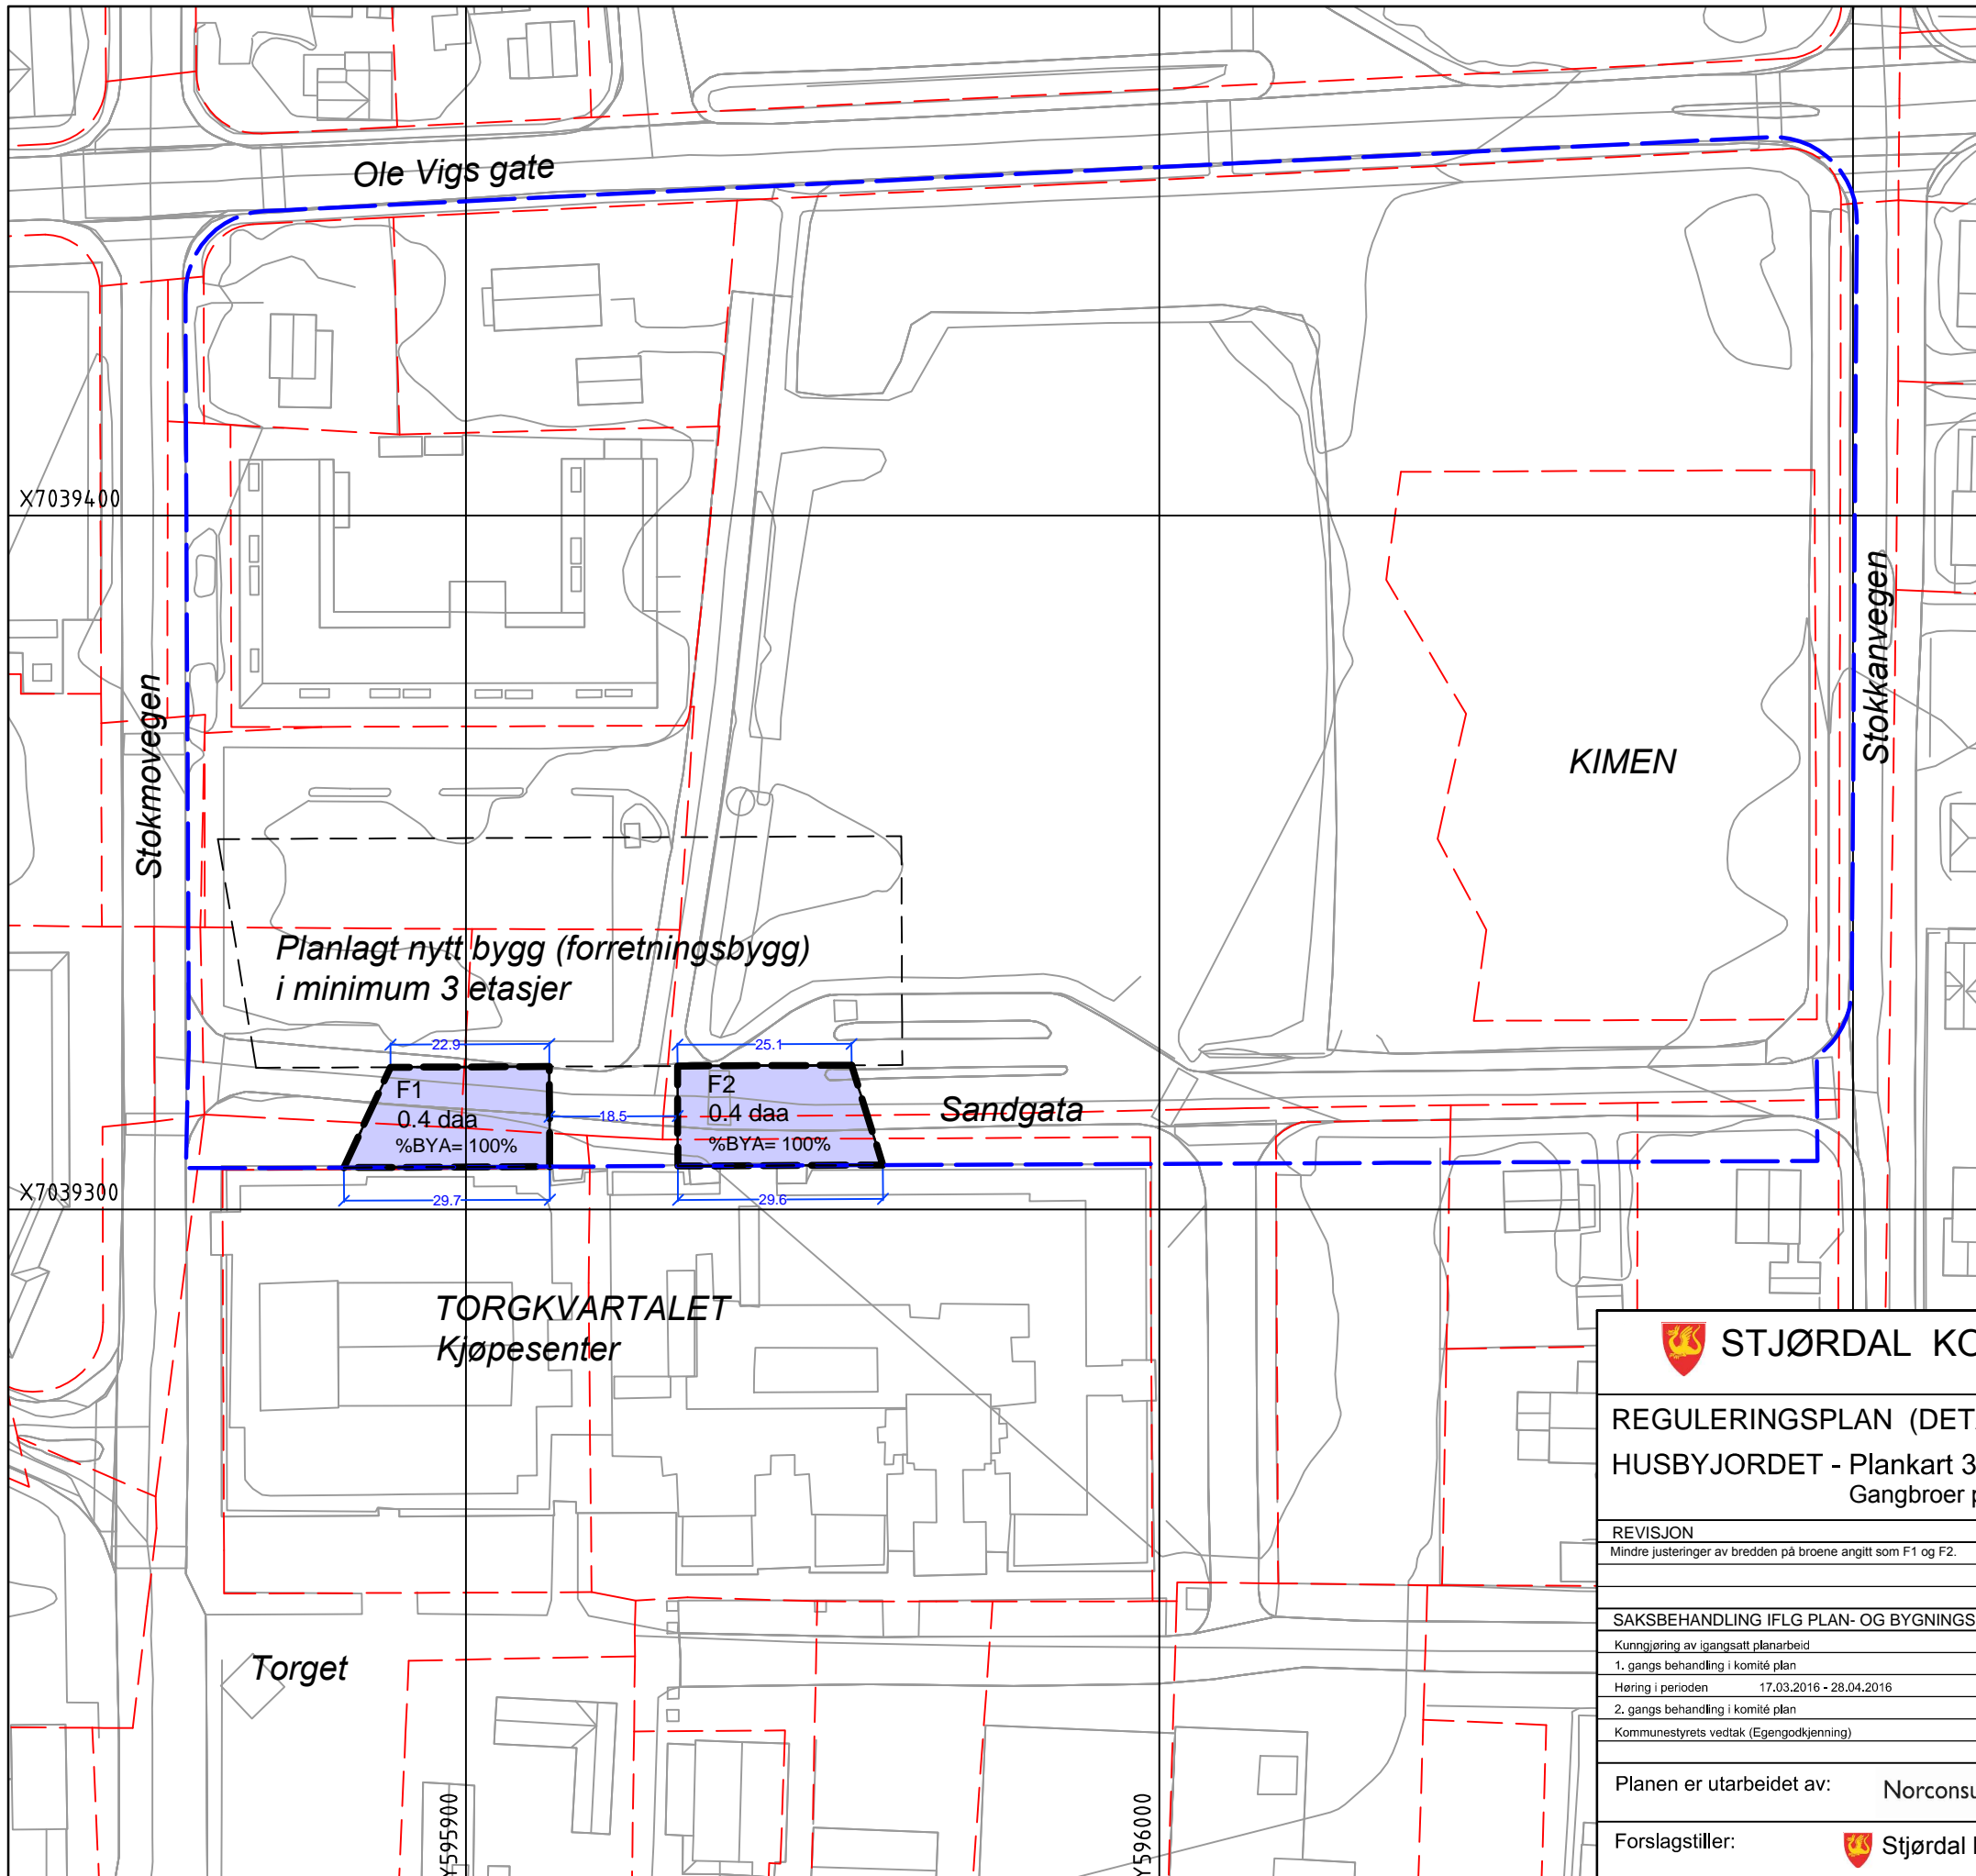 Ole Vigs gate
X7039400
Stokmovegen
Stokkanvegen
KIMEN
Planlagt nytt bygg (forretningsbygg)
i minimum 3 etasjer
22.9
25.1
F1
0.4 daa
%BYA= 100%
18.5
F2
0.4 daa
%BYA= 100%
Sandgata
X7039300
29.7
29.6
TORGKVARTALET
Kjøpesenter
Torget
Y595900
Y596000
STJØRDAL KO
REGULERINGSPLAN (DET
HUSBYJORDET - Plankart 3
Gangbroer p
REVISJON
Mindre justeringer av bredden på broene angitt som F1 og F2.
SAKSBEHANDLING IFLG PLAN- OG BYGNINGS
Kunngjøring av igangsatt planarbeid
1. gangs behandling i komité plan
Høring i perioden 17.03.2016 - 28.04.2016
2. gangs behandling i komité plan
Kommunestyrets vedtak (Egengodkjenning)
Planen er utarbeidet av: Norconsu
Forslagstiller: Stjørdal